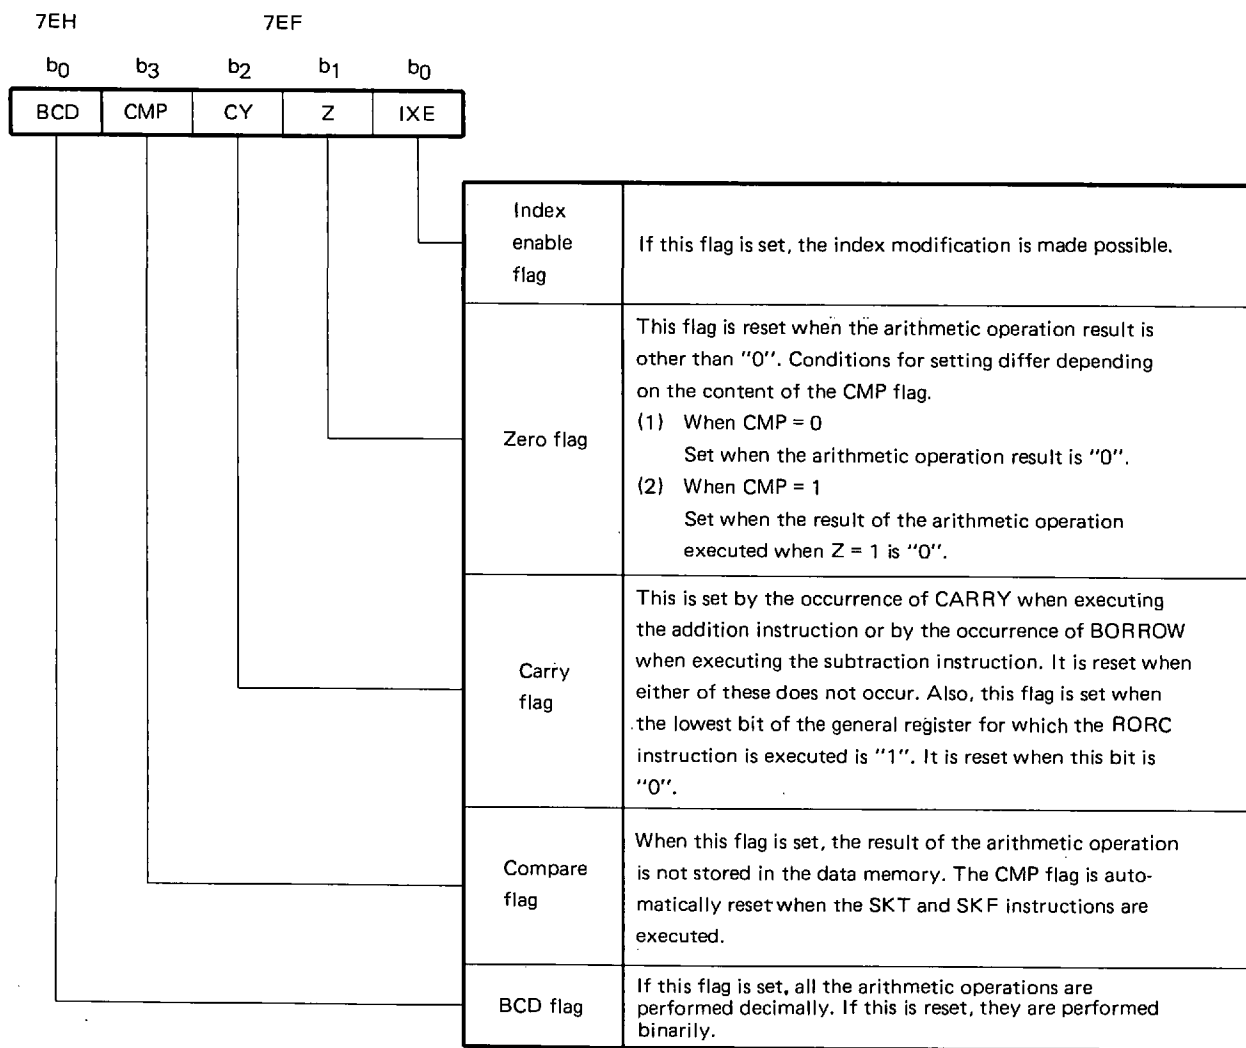 7EH 7EF
b0 b3 b2 b1 b0
BCD CMP CY Z IXE
Index
enable
flag
If this flag is set, the index modification is made possible.
Zero flag
This flag is reset when the arithmetic operation result is
other than "0". Conditions for setting differ depending
on the content of the CMP flag.
(1) When CMP = 0
Set when the arithmetic operation result is "0".
(2) When CMP = 1
Set when the result of the arithmetic operation
executed when Z = 1 is "0".
Carry
flag
This is set by the occurrence of CARRY when executing
the addition instruction or by the occurrence of BORROW
when executing the subtraction instruction. It is reset when
either of these does not occur. Also, this flag is set when
the lowest bit of the general register for which the RORC
instruction is executed is "1". It is reset when this bit is
"0".
Compare
flag
When this flag is set, the result of the arithmetic operation
is not stored in the data memory. The CMP flag is auto-
matically reset when the SKT and SKF instructions are
executed.
BCD flag
If this flag is set, all the arithmetic operations are
performed decimally. If this is reset, they are performed
binarily.